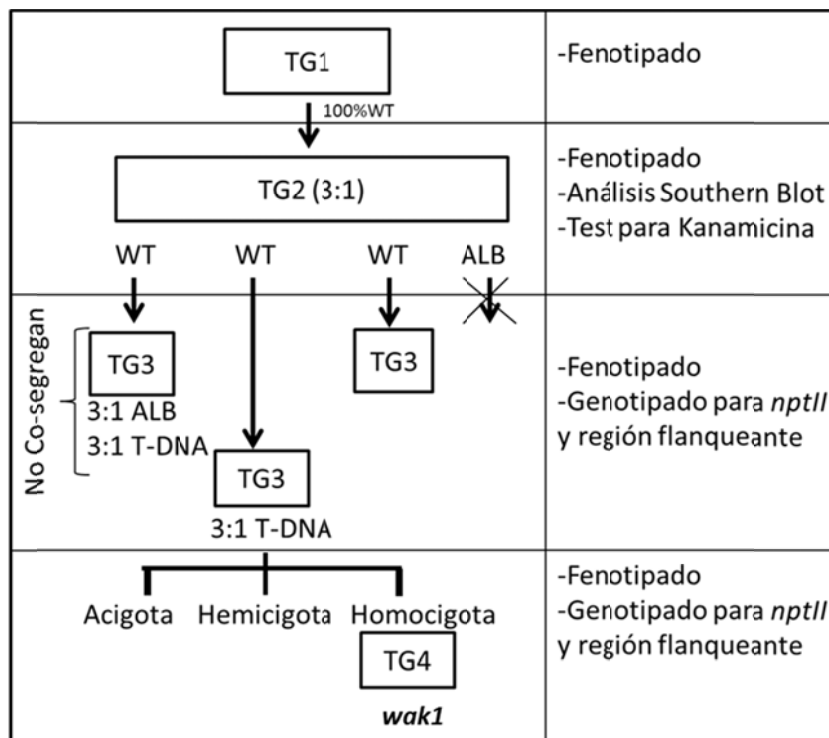 TG1
-Fenotipado
100%WT
TG2 (3:1)
-Fenotipado
-Análisis Southern Blot
-Test para Kanamicina
WT
WT
WT
ALB
No Co-segregan
TG3
3:1 ALB
3:1 T-DNA
TG3
3:1 T-DNA
TG3
-Fenotipado
-Genotipado para nptII
y región flanqueante
Acigota
Hemicigota
Homocigota
TG4
wak1
-Fenotipado
-Genotipado para nptII
y región flanqueante